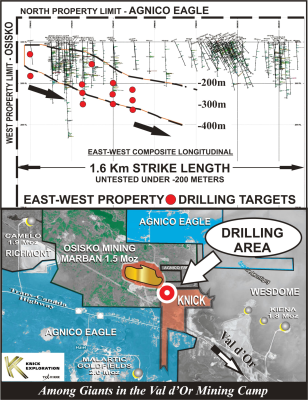 NORTH PROPERTY LIMIT - AGNICO EAGLE
WEST PROPERTY LIMIT - OSISKO
-200m
-300m
-400m
EAST-WEST COMPOSITE LONGITUDINAL
1.6 Km STRIKE LENGTH
UNTESTED UNDER -200 METERS
EAST-WEST PROPERTY DRILLING TARGETS
AGNICO EAGLE
CAMFLO
1.9 Moz
RICHMONT
OSISKO MINING
MARBAN 1.5 Moz
DRILLING
AREA
KNICK
WESDOME
KIENA
1.8 Moz
Trans-Canada
Highway
AGNICO EAGLE
MALARTIC
GOLDFIELDS
Val d'Or
KNICK
EXPLORATION
Among Giants in the Val d'Or Mining Camp